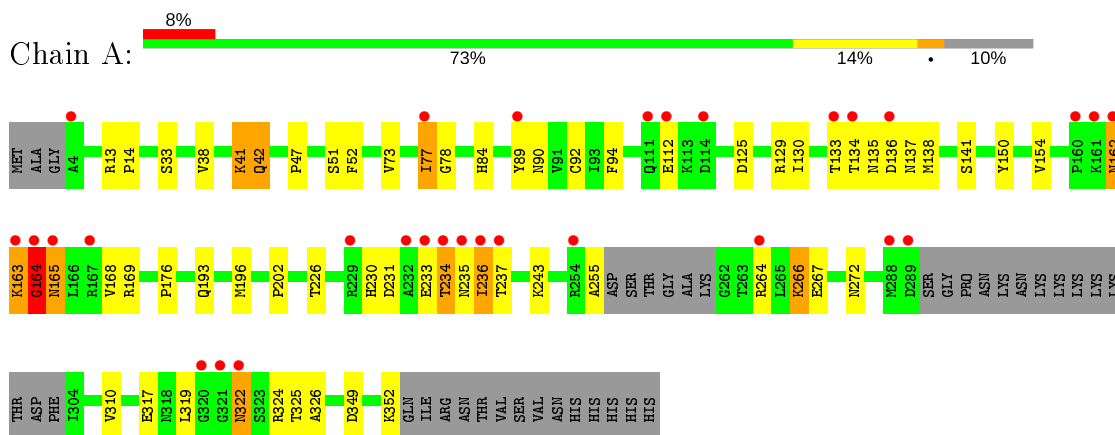 8%
Chain A:
73% 14% • 10%
MET ALA GLY A4 R13 P14 S33 V38 K41 Q42 P47 S51 F52 V73 I77 G78 H84 Y89 N90 V91 C92 I93 F94 Q111 E112 K113 D114 D125 R129 I130 T133 T134 N135 D136 N137 M138 S141 Y150 V154 P160 K161 N162
K163 G164 N165 L166 R167 V168 R169 P176 Q193 M196 P202 T226 R229 H230 D231 A232 E233 T234 N235 I236 T237 K243 R254 A255 ASP SER THR GLY ALA LYS G262 T263 R264 L265 K266 E267 N272 M288 D289 SER GLY PRO ASN LYS ASN LYS LYS LYS LYS LYS
THR ASP PHE I304 V310 E317 N318 L319 G320 G321 N322 S323 R324 T325 A326 D349 K352 GLN ILE ARG ASN THR VAL SER VAL ASN HIS HIS HIS HIS HIS